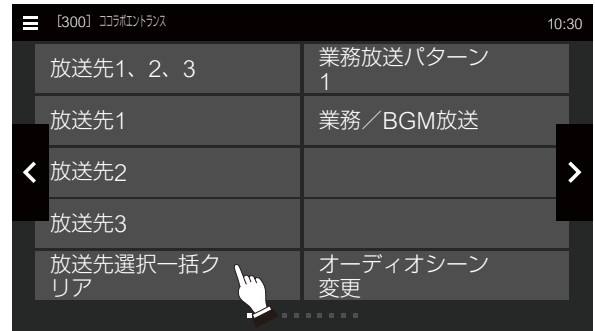 [300] ココラボエントランス
10:30
放送先1、2、3
業務放送パターン
1
放送先1
業務／BGM放送
放送先2
放送先3
放送先選択一括ク
リア
オーディオシーン
変更